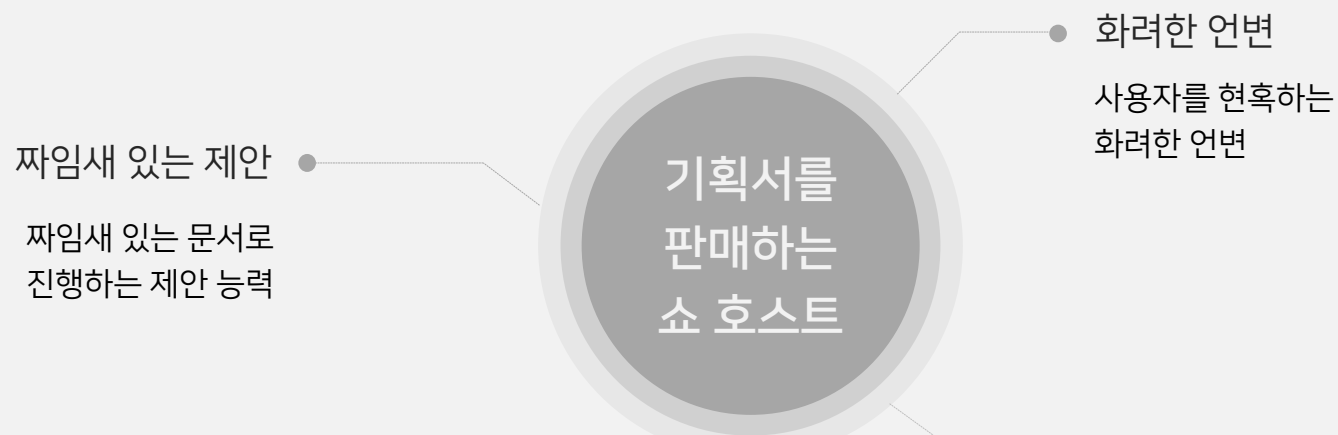 화려한 언변
사용자를 현혹하는
화려한 언변
짜임새 있는 제안
짜임새 있는 문서로
진행하는 제안 능력
기획서를
판매하는
쇼 호스트